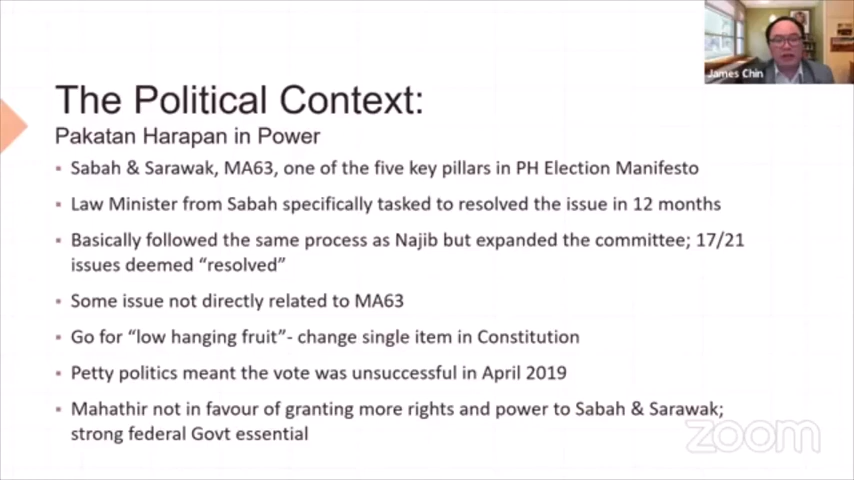 James Chin
The Political Context:
Pakatan Harapan in Power
▪ Sabah & Sarawak, MA63, one of the five key pillars in PH Election Manifesto
▪ Law Minister from Sabah specifically tasked to resolved the issue in 12 months
▪ Basically followed the same process as Najib but expanded the committee; 17/21
issues deemed “resolved”
▪ Some issue not directly related to MA63
▪ Go for “low hanging fruit”- change single item in Constitution
▪ Petty politics meant the vote was unsuccessful in April 2019
▪ Mahathir not in favour of granting more rights and power to Sabah & Sarawak;
strong federal Govt essential
zoom